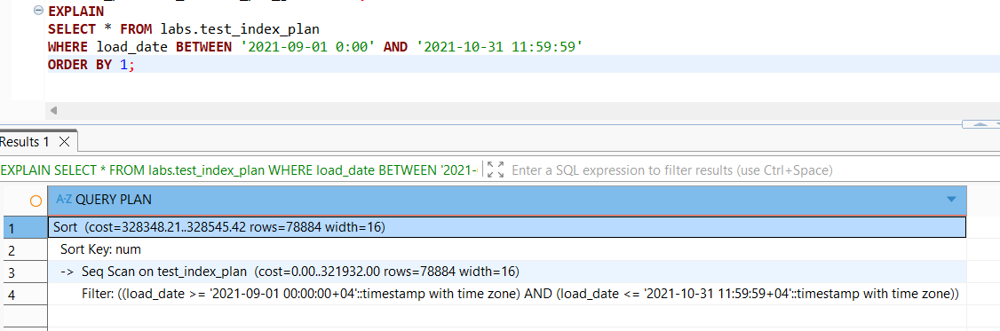 EXPLAIN
SELECT * FROM labs.test_index_plan
WHERE load_date BETWEEN '2021-09-01 0:00' AND '2021-10-31 11:59:59'
ORDER BY 1;
Results 1
EXPLAIN SELECT * FROM labs.test_index_plan WHERE load_date BETWEEN '2021- Enter a SQL expression to filter results (use Ctrl+Space)
A-Z QUERY PLAN
1 Sort (cost=328348.21..328545.42 rows=78884 width=16)
2 Sort Key: num
3 -> Seq Scan on test_index_plan (cost=0.00..321932.00 rows=78884 width=16)
4 Filter: ((load_date >= '2021-09-01 00:00:00+04'::timestamp with time zone) AND (load_date <= '2021-10-31 11:59:59+04'::timestamp with time zone))